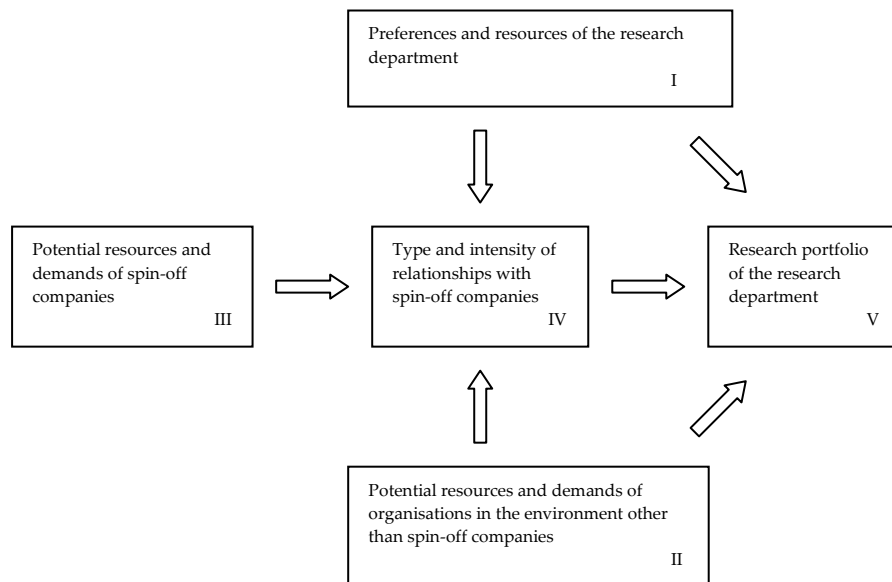 Preferences and resources of the research
department
I
Potential resources and
demands of spin-off
companies
III
Type and intensity of
relationships with
spin-off companies
IV
Research portfolio
of the research
department
V
Potential resources and demands of
organisations in the environment other
than spin-off companies
II